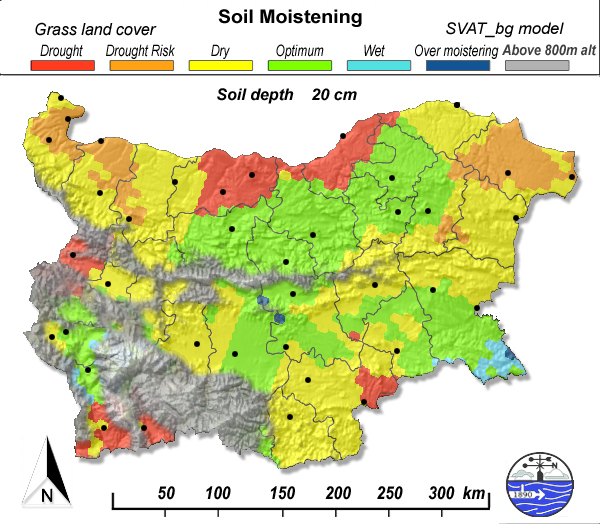 Soil Moistening
Grass land cover SVAT_bg model
Drought Drought Risk Dry Optimum Wet Over moistering Above 800m alt
Soil depth 20 cm
N
50 100 150 200 250 300 km
N
1890